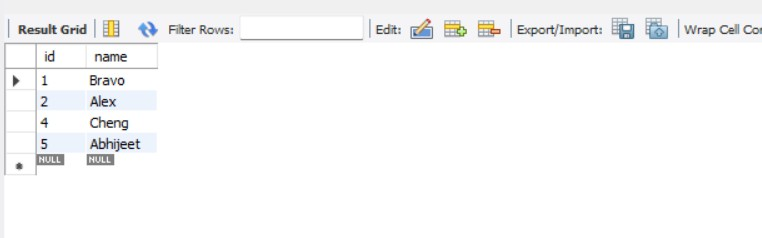 Result Grid Filter Rows: Edit: Export/Import: Wrap Cell Co
id name
1 Bravo
2 Alex
4 Cheng
5 Abhijeet
NULL NULL